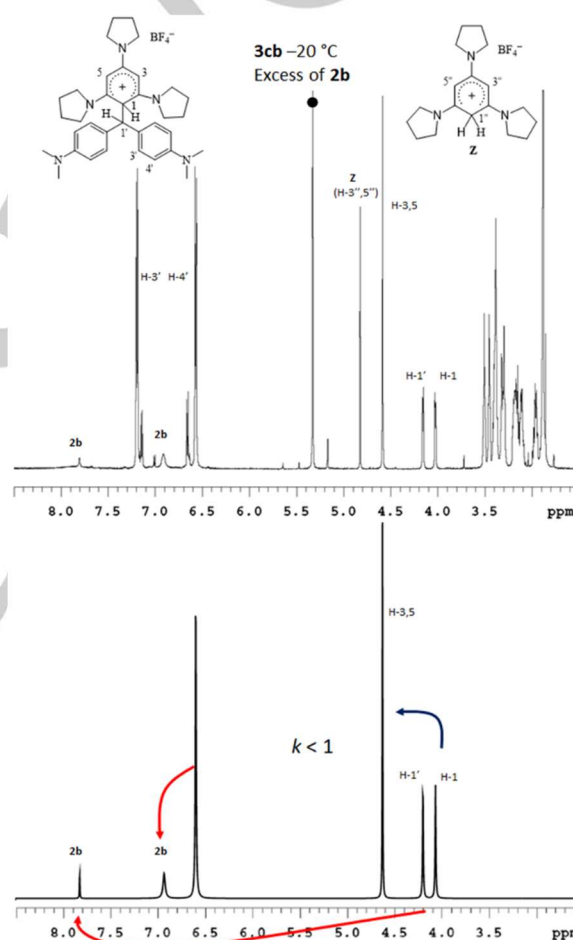 N
BF₄⁻
5
3
N
+
1
N
H
H
1'
3'
N
4'
N
3cb –20 °C
Excess of 2b
N
BF₄⁻
5''
3''
N
+
N
1''
H H
Z
Z
(H-3'',5'')
H-3,5
H-3'
H-4'
H-1'
H-1
2b
2b
8.0 7.5 7.0 6.5 6.0 5.5 5.0 4.5 4.0 3.5 ppm
H-3,5
k < 1
H-1'
H-1
2b
2b
8.0 7.5 7.0 6.5 6.0 5.5 5.0 4.5 4.0 3.5 ppm